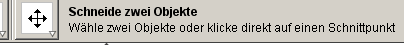 Schneide zwei Objekte
Wähle zwei Objekte oder klicke direkt auf einen Schnittpunkt